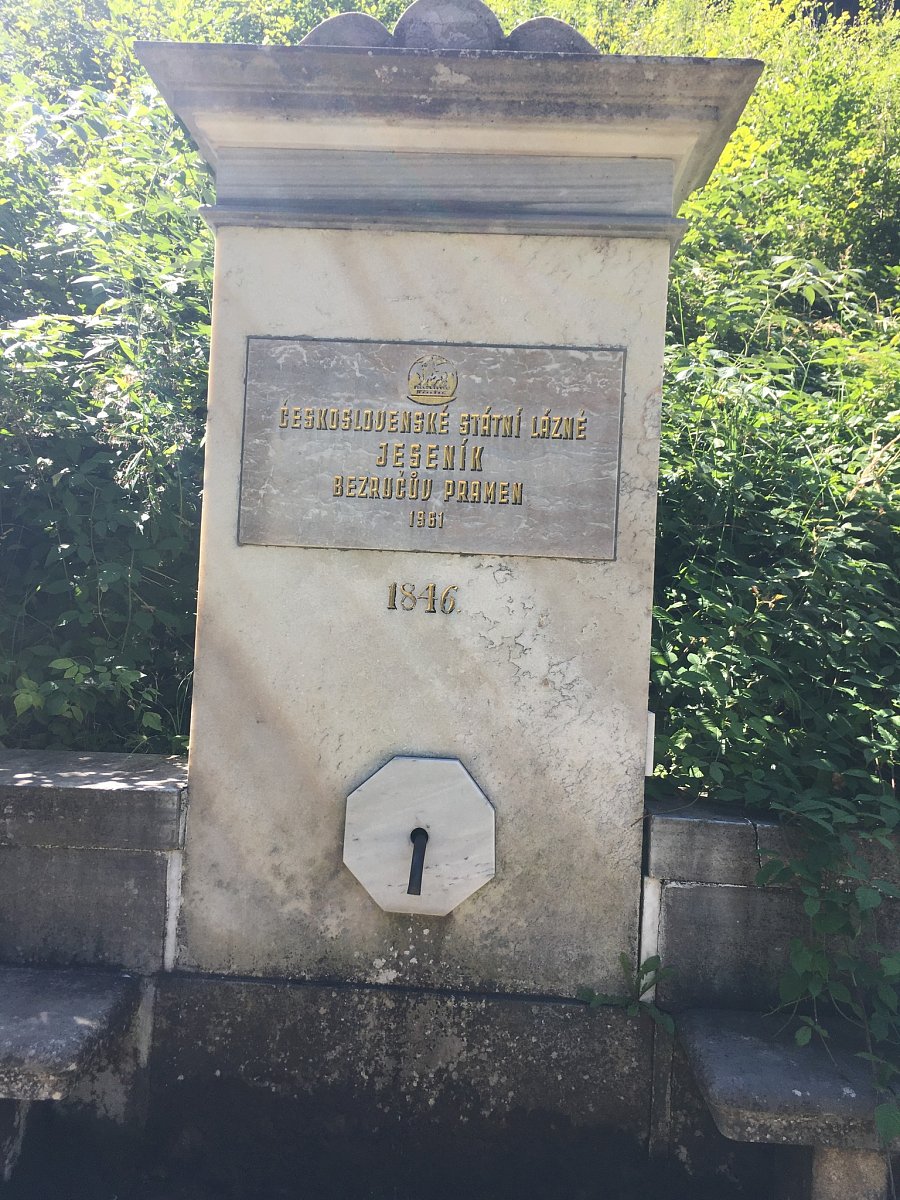 ČESKOSLOVENSKÉ STÁTNÍ LÁZNĚ
JESENÍK
BEZRUČŮV PRAMEN
1961
1846